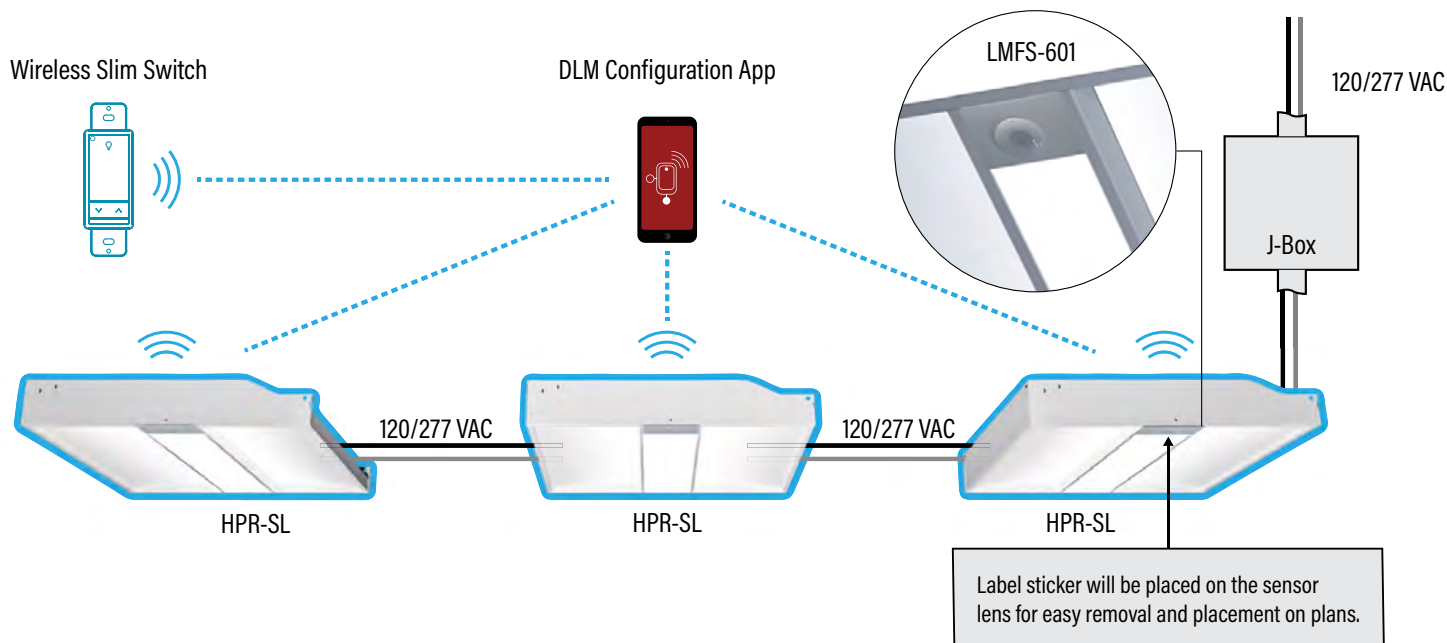 Wireless Slim Switch
DLM Configuration App
LMFS-601
120/277 VAC
J-Box
120/277 VAC
120/277 VAC
HPR-SL
HPR-SL
HPR-SL
Label sticker will be placed on the sensor
lens for easy removal and placement on plans.